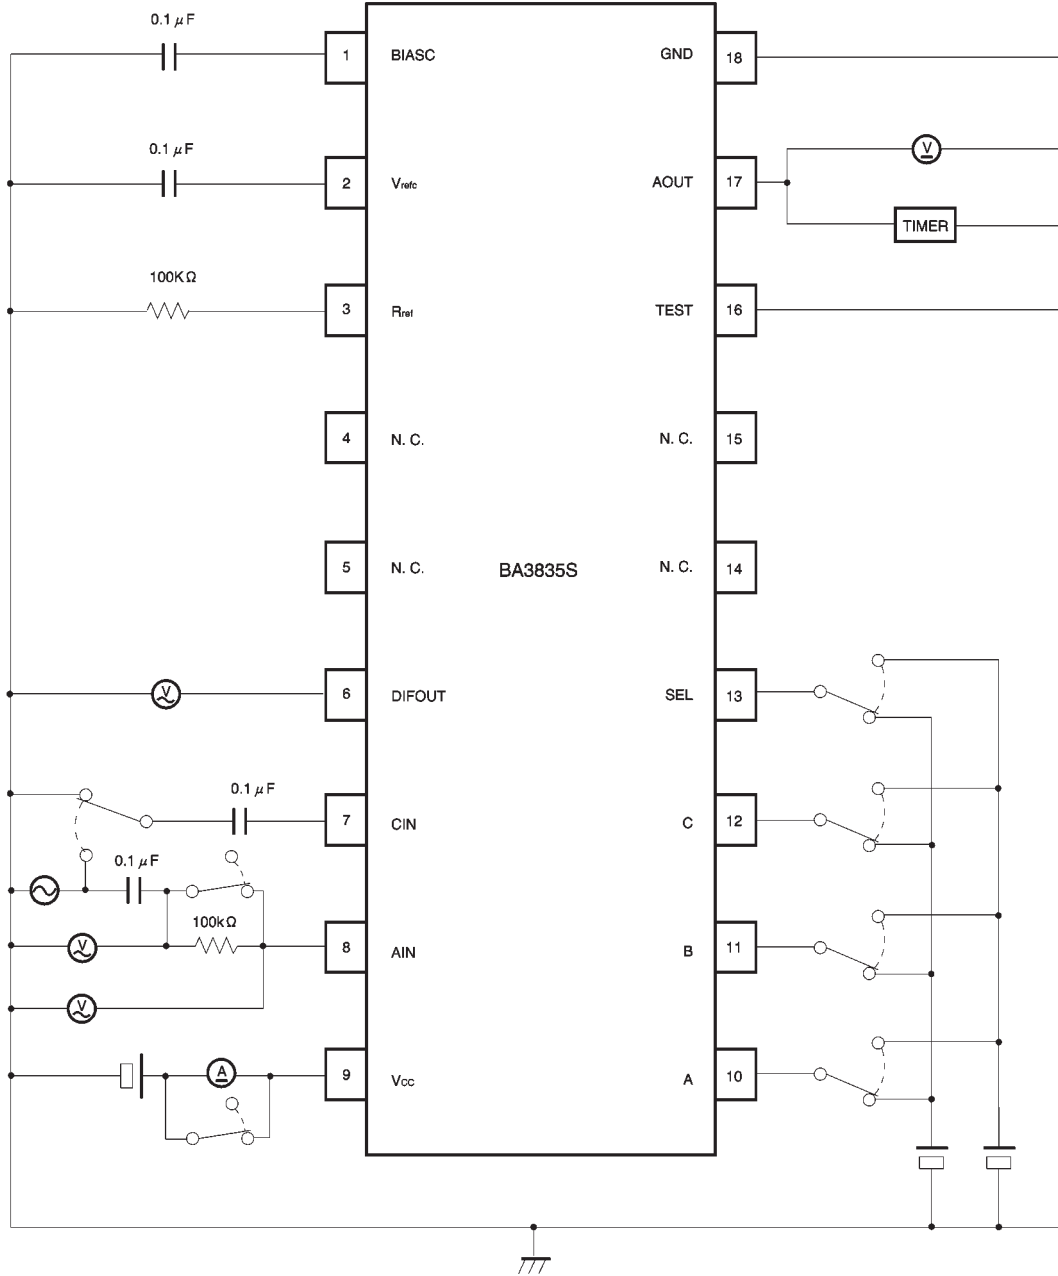 0.1 μF
1 BIASC GND 18
0.1 μF
V
2 Vrefc AOUT 17
TIMER
100KΩ
3 Rref TEST 16
4 N. C. N. C. 15
5 N. C. BA3835S N. C. 14
V 6 DIFOUT SEL 13
0.1 μF
7 CIN C 12
0.1 μF
100kΩ
V 8 AIN B 11
V
A 9 Vcc A 10